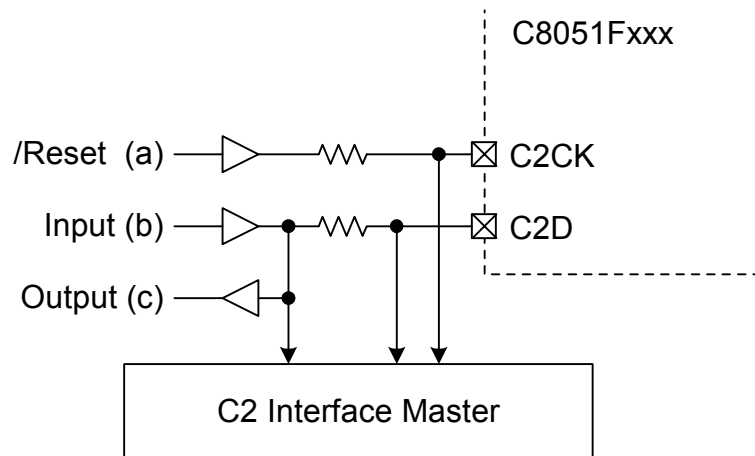 C8051Fxxx
/Reset (a)
C2CK
Input (b)
C2D
Output (c)
C2 Interface Master